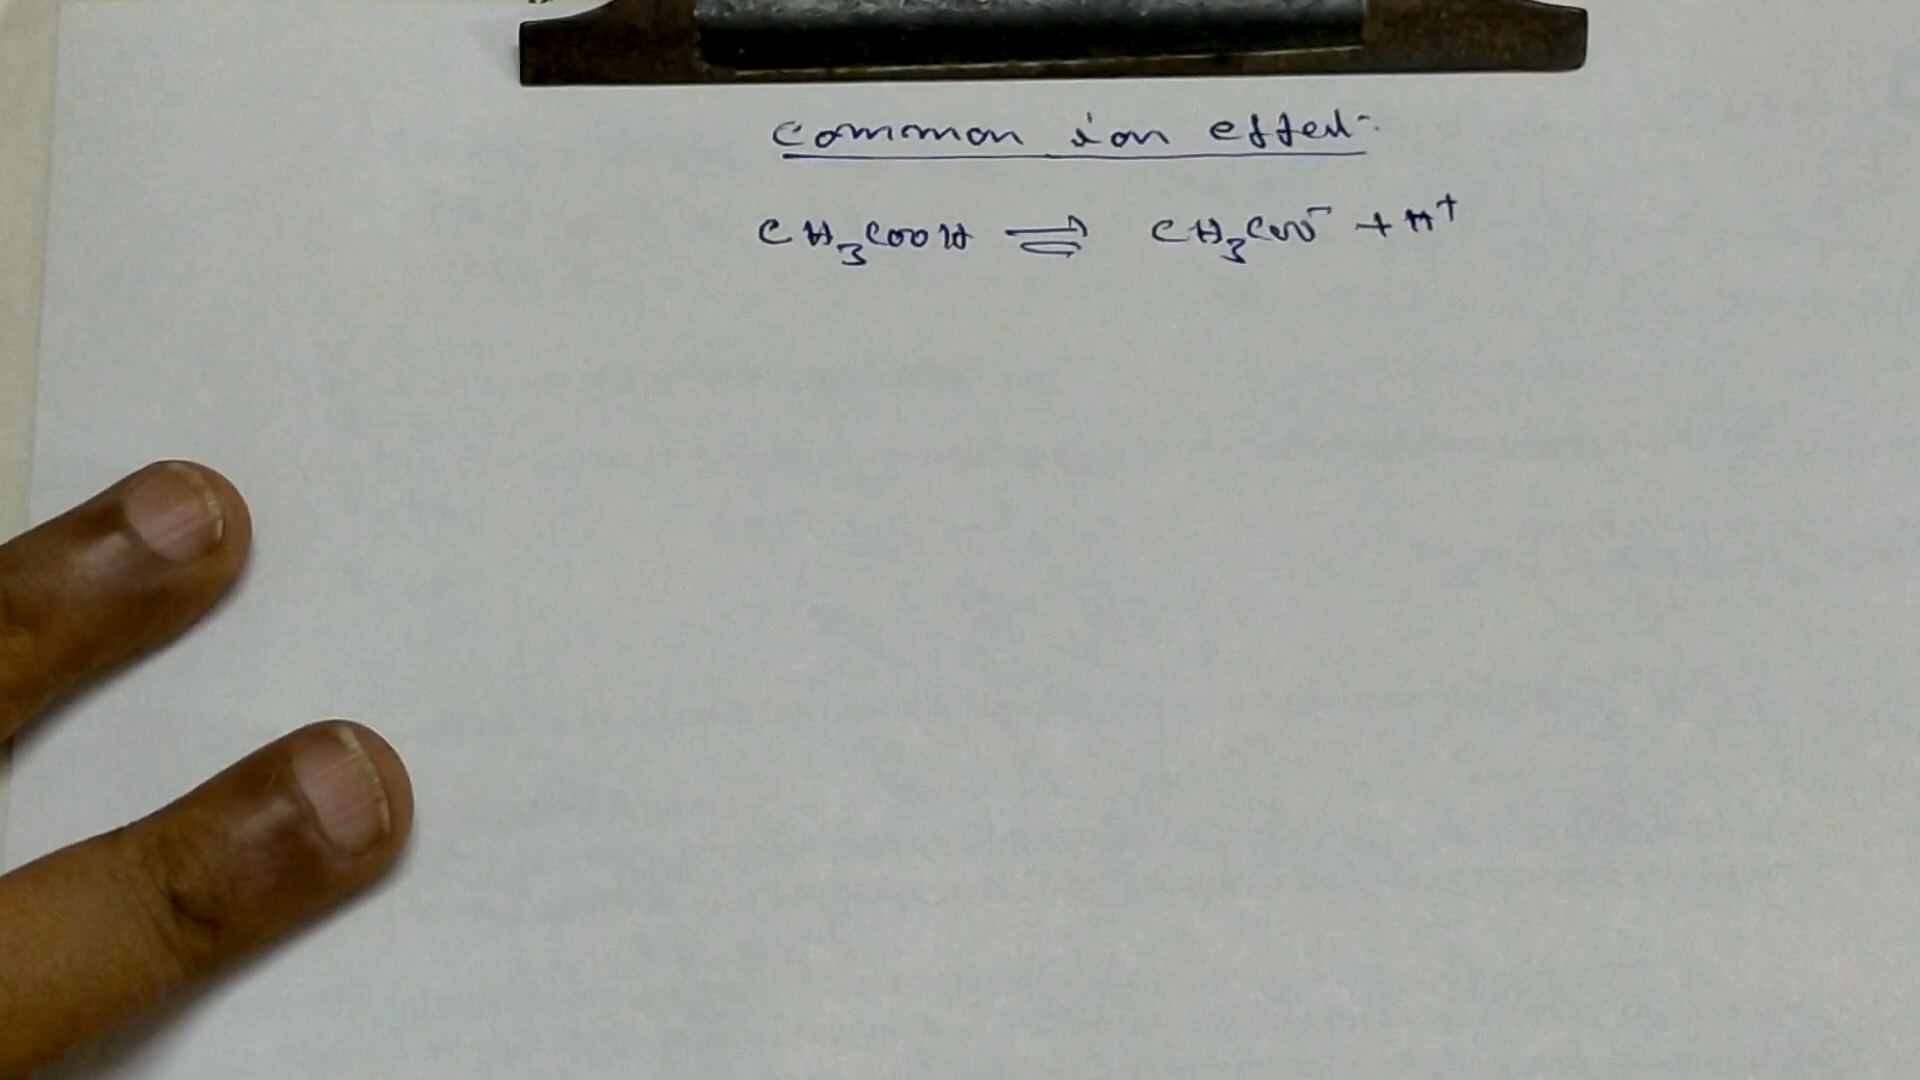 Common ion effect:
CH₃COOH ⇌ CH₃COO⁻ + H⁺